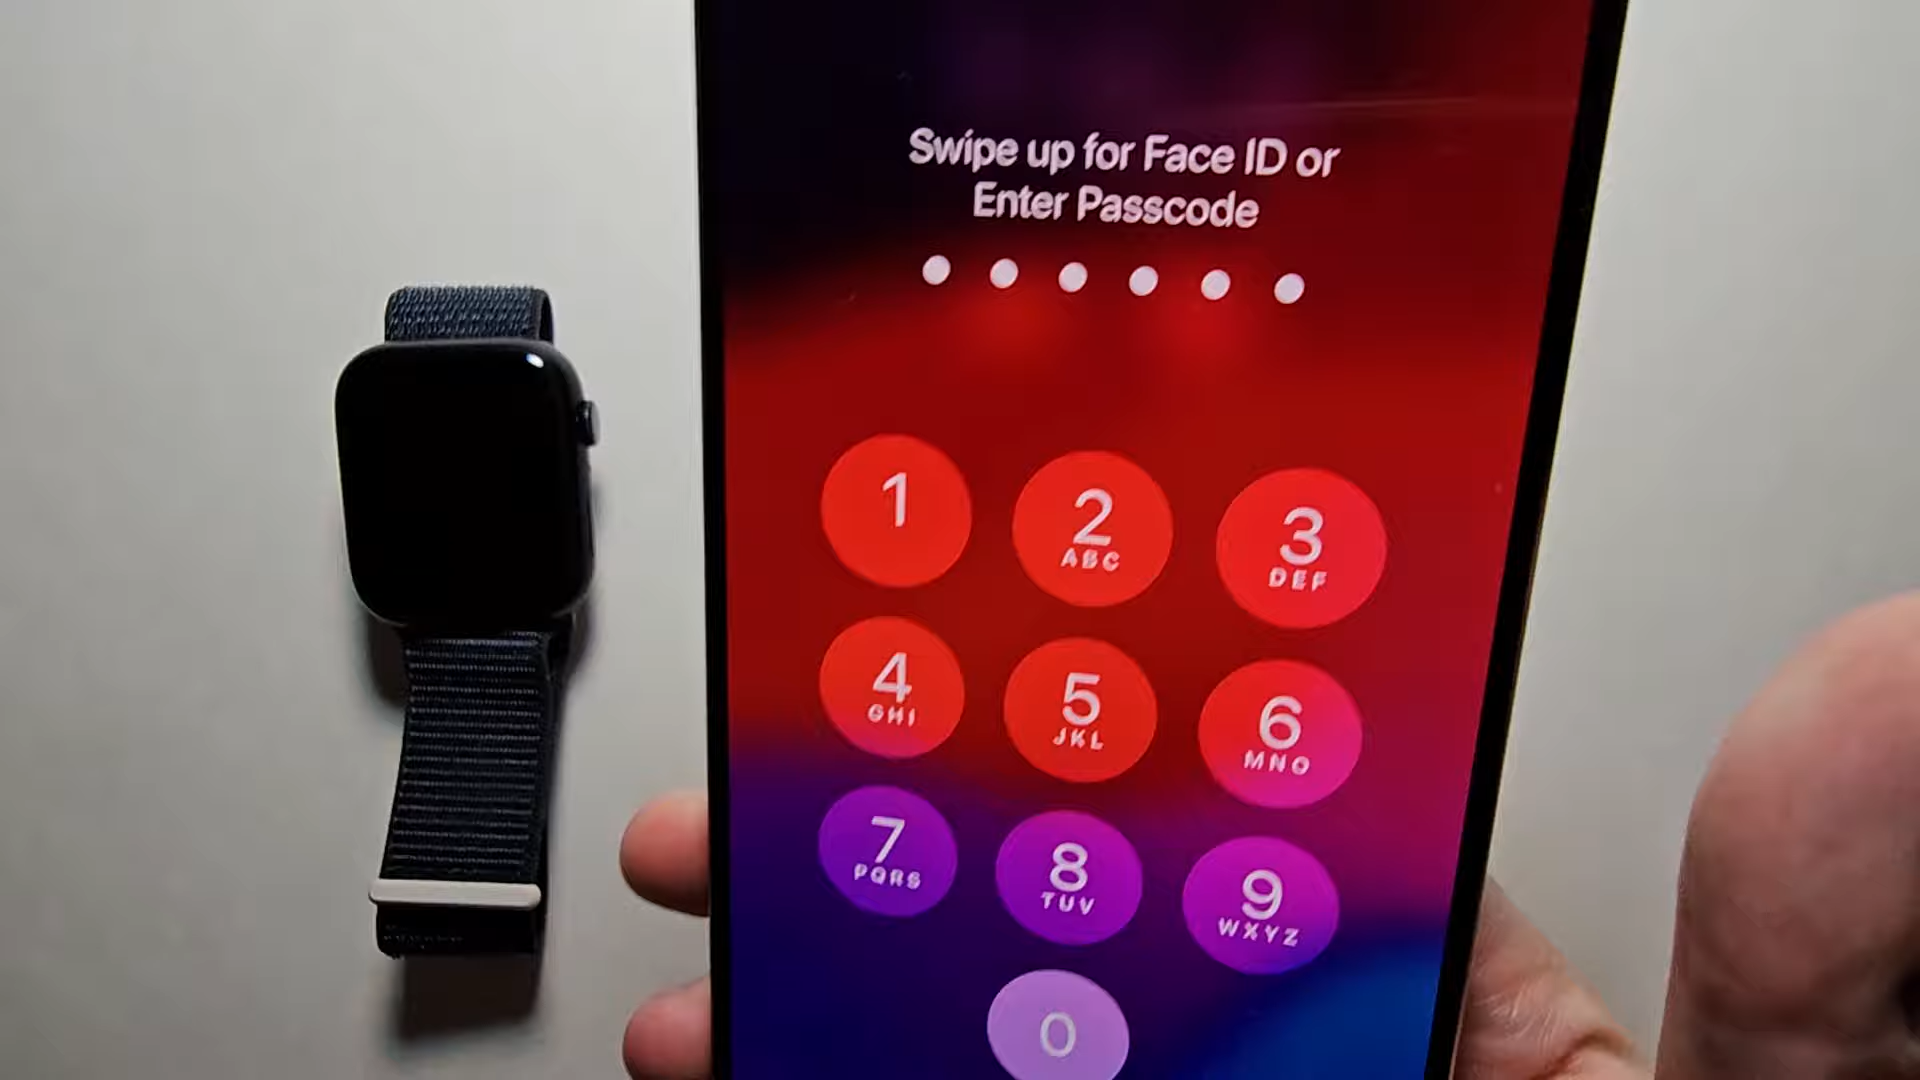 Swipe up for Face ID or
Enter Passcode
1
2
ABC
3
DEF
4
GHI
5
JKL
6
MNO
7
PQRS
8
TUV
9
WXYZ
0